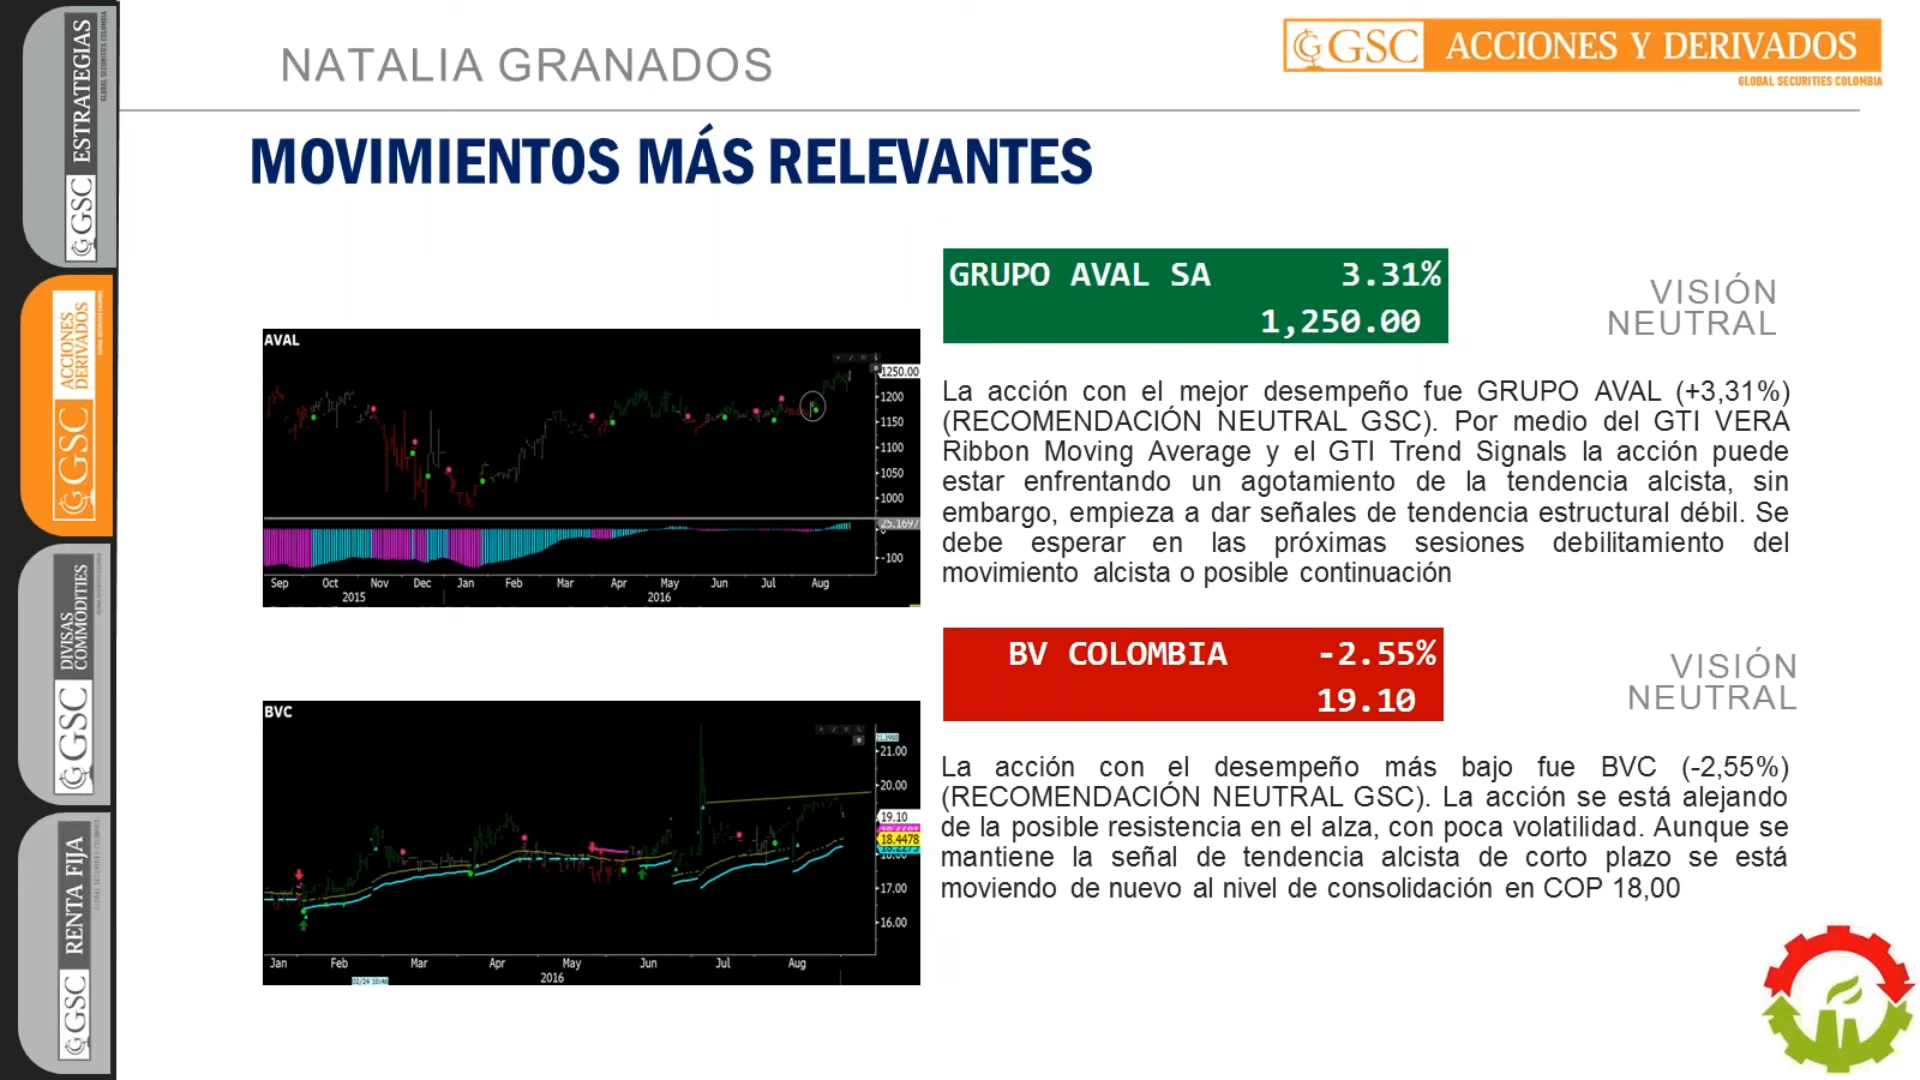 NATALIA GRANADOS
GSC ACCIONES Y DERIVADOS
GLOBAL SECURITIES COLOMBIA
GSC ESTRATEGIAS
GSC ACCIONES
DERIVADOS
GSC DIVISAS
COMMODITIES
GSC RENTA FIJA
MOVIMIENTOS MÁS RELEVANTES
AVAL
1250.00
1200
1150
1100
1050
1000
25.1697
0
-100
Sep Oct Nov Dec Jan Feb Mar Apr May Jun Jul Aug
2015 2016
GRUPO AVAL SA 3.31%
1,250.00
VISIÓN
NEUTRAL
La acción con el mejor desempeño fue GRUPO AVAL (+3,31%)
(RECOMENDACIÓN NEUTRAL GSC). Por medio del GTI VERA
Ribbon Moving Average y el GTI Trend Signals la acción puede
estar enfrentando un agotamiento de la tendencia alcista, sin
embargo, empieza a dar señales de tendencia estructural débil. Se
debe esperar en las próximas sesiones debilitamiento del
movimiento alcista o posible continuación
BVC
21.00
20.00
19.10
18.4478
18.00
17.00
16.00
Jan Feb Mar Apr May Jun Jul Aug
02/24 10:46
2016
BV COLOMBIA -2.55%
19.10
VISIÓN
NEUTRAL
La acción con el desempeño más bajo fue BVC (-2,55%)
(RECOMENDACIÓN NEUTRAL GSC). La acción se está alejando
de la posible resistencia en el alza, con poca volatilidad. Aunque se
mantiene la señal de tendencia alcista de corto plazo se está
moviendo de nuevo al nivel de consolidación en COP 18,00